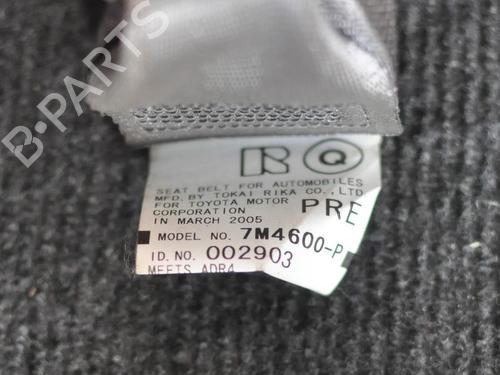 B-PARTS
R Q
SEAT BELT FOR AUTOMOBILES
MFD. BY TOKAI RIKA CO.,LTD
FOR TOYOTA MOTOR
CORPORATION PRE
IN MARCH 2005
MODEL NO. 7M4600-P
I.D. NO. 002903
MEETS ADR4